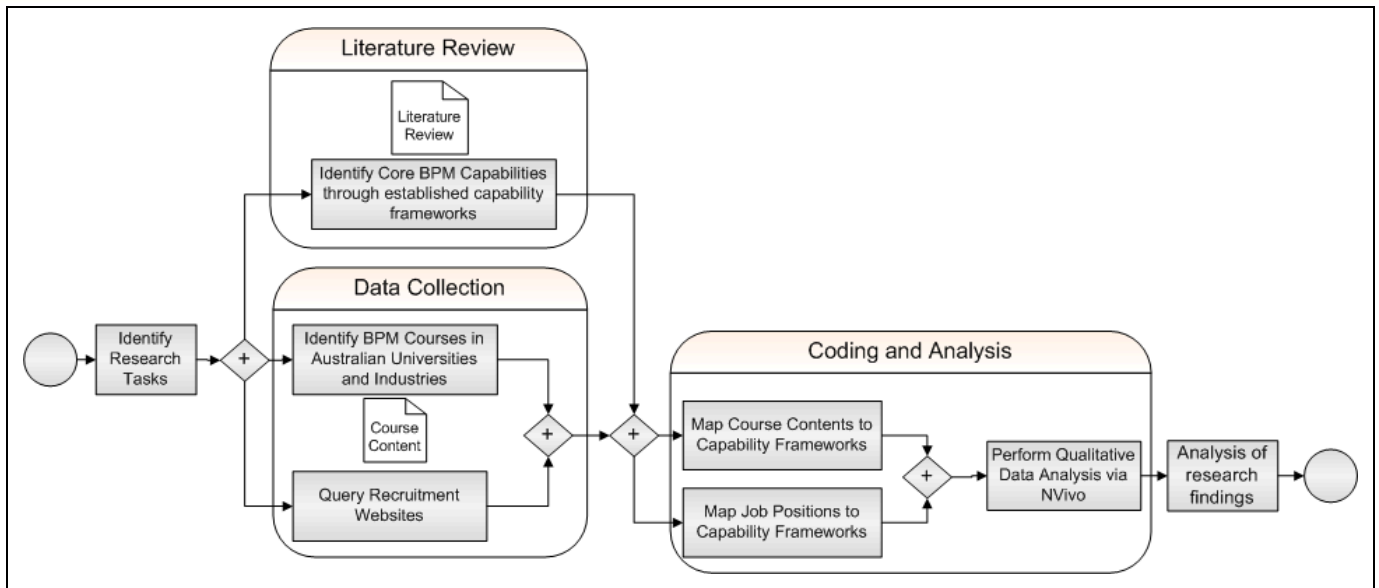 Literature Review
Literature
Review
Identify Core BPM Capabilities
through established capability
frameworks
Data Collection
Identify
Research
Tasks
+
Identify BPM Courses in
Australian Universities
and Industries
Course
Content
+
+
Query Recruitment
Websites
Coding and Analysis
Map Course Contents to
Capability Frameworks
Map Job Positions to
Capability Frameworks
+
Perform Qualitative
Data Analysis via
NVivo
Analysis of
research
findings